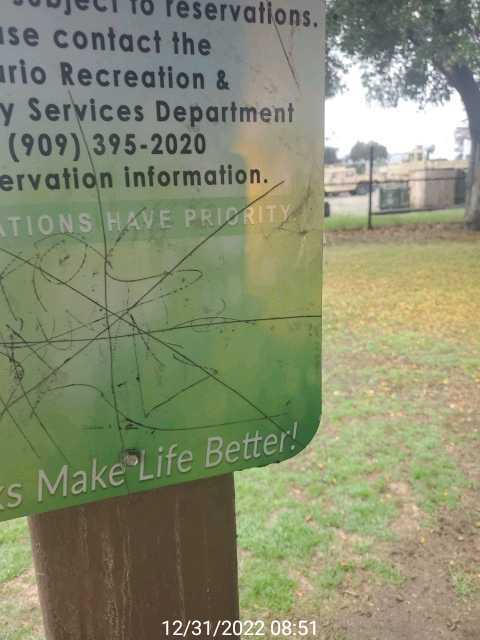 subject to reservations.
ase contact the
ario Recreation &
y Services Department
(909) 395-2020
ervation information.
ATIONS HAVE PRIORITY
ks Make Life Better!
12/31/2022 08:51